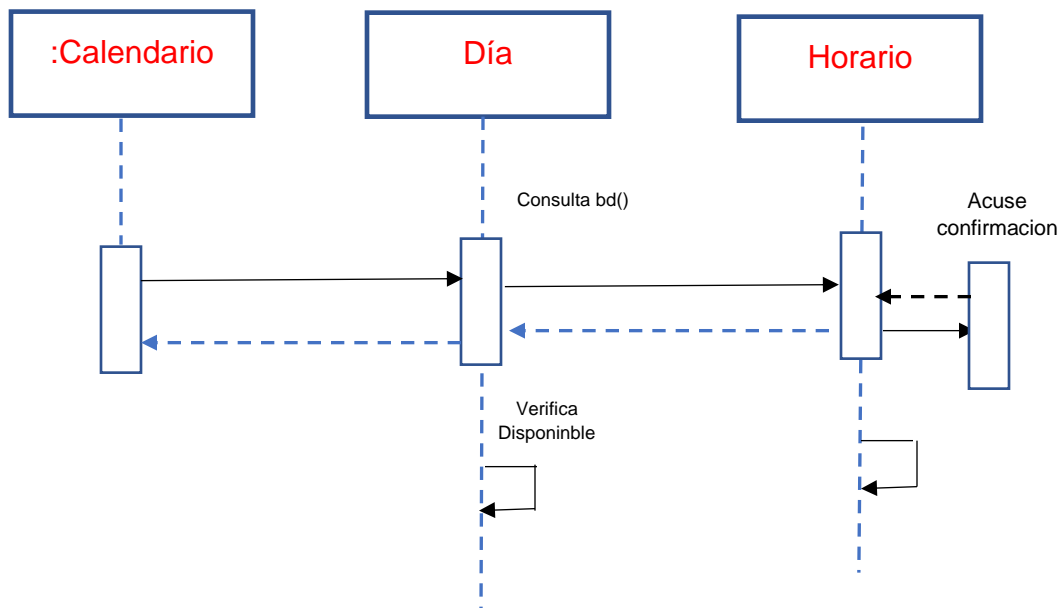 :Calendario
Día
Horario
Consulta bd()
Acuse
confirmacion
Verifica
Disponinble